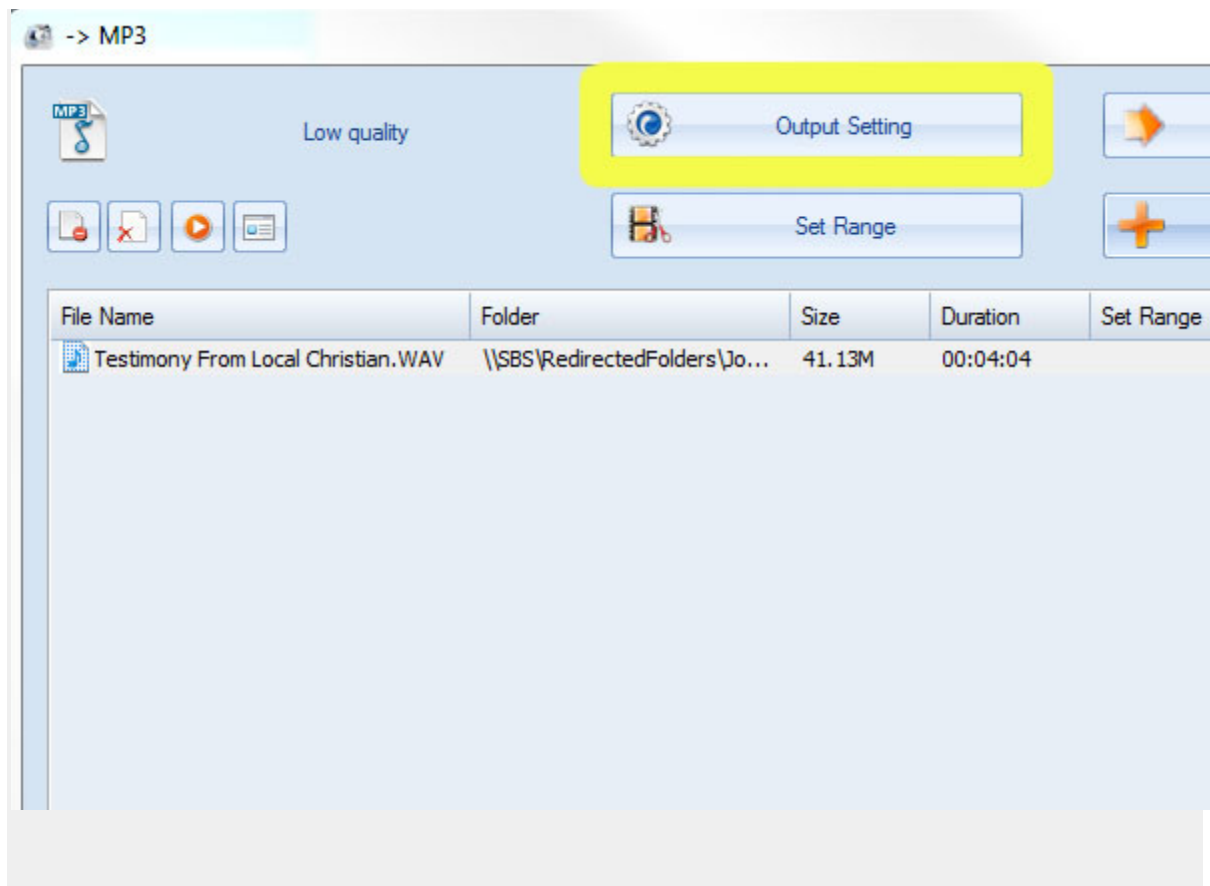 -> MP3
MP3
Low quality
Output Setting
Set Range
File Name Folder Size Duration Set Range
Testimony From Local Christian.WAV \\SBS\RedirectedFolders\Jo... 41.13M 00:04:04